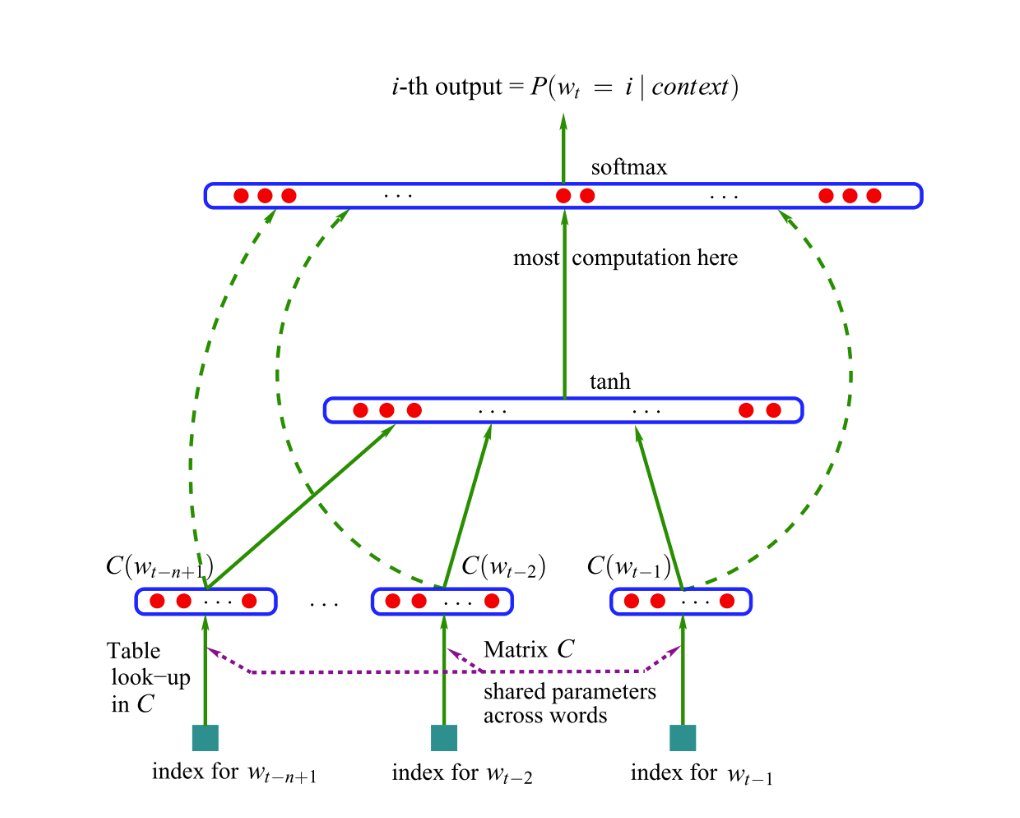 i-th output = P(w_t = i | context)
softmax
. . .
. . .
most computation here
tanh
. . .
. . .
C(w_{t−n+1})
C(w_{t−2})
C(w_{t−1})
. . .
. . .
. . .
. . .
Table
look−up
in C
Matrix C
shared parameters
across words
index for w_{t−n+1}
index for w_{t−2}
index for w_{t−1}